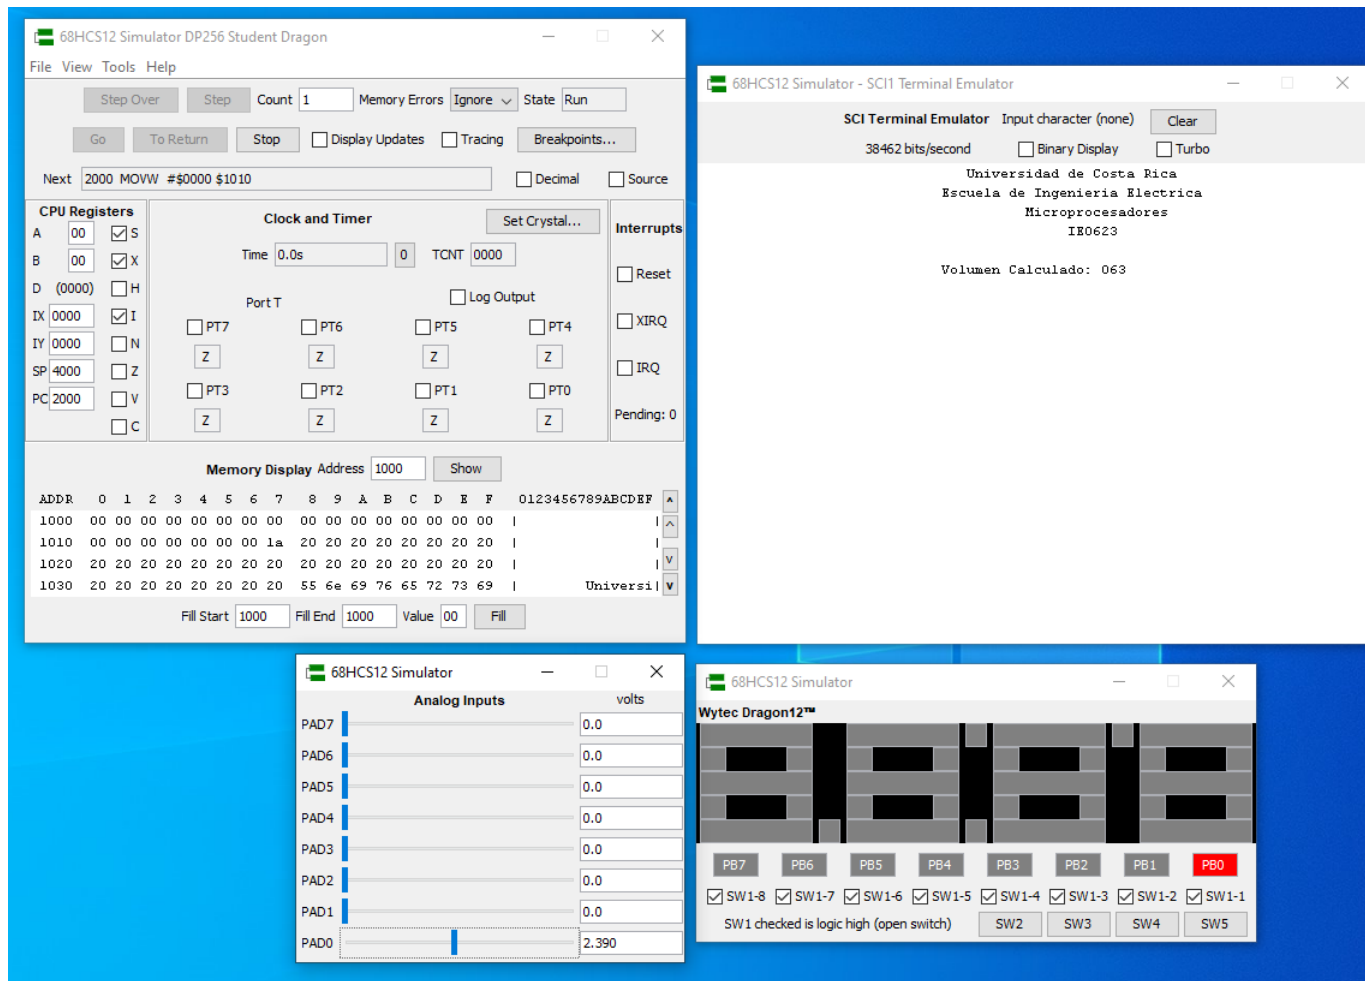 68HCS12 Simulator DP256 Student Dragon
File View Tools Help
Step Over Step Count 1 Memory Errors Ignore State Run
Go To Return Stop Display Updates Tracing Breakpoints...
Next 2000 MOVW #$0000 $1010 Decimal Source
CPU Registers
A 00 S
B 00 X
D (0000) H
IX 0000 I
IY 0000 N
SP 4000 Z
PC 2000 V
C
Clock and Timer Set Crystal...
Time 0.0s 0 TCNT 0000
Port T Log Output
PT7 PT6 PT5 PT4
Z Z Z Z
PT3 PT2 PT1 PT0
Z Z Z Z
Interrupts
Reset
XIRQ
IRQ
Pending: 0
Memory Display Address 1000 Show
ADDR 0 1 2 3 4 5 6 7 8 9 A B C D E F 0123456789ABCDEF
1000 00 00 00 00 00 00 00 00 00 00 00 00 00 00 00 00 | |
1010 00 00 00 00 00 00 00 1a 20 20 20 20 20 20 20 20 | |
1020 20 20 20 20 20 20 20 20 20 20 20 20 20 20 20 20 | |
1030 20 20 20 20 20 20 20 20 55 6e 69 76 65 72 73 69 | Universi|
Fill Start 1000 Fill End 1000 Value 00 Fill
68HCS12 Simulator - SCI1 Terminal Emulator
SCI Terminal Emulator Input character (none) Clear
38462 bits/second Binary Display Turbo
Universidad de Costa Rica
Escuela de Ingenieria Electrica
Microprocesadores
IE0623
Volumen Calculado: 063
68HCS12 Simulator
Analog Inputs volts
PAD7 0.0
PAD6 0.0
PAD5 0.0
PAD4 0.0
PAD3 0.0
PAD2 0.0
PAD1 0.0
PAD0 2.390
68HCS12 Simulator
Wytec Dragon12™
PB7 PB6 PB5 PB4 PB3 PB2 PB1 PB0
SW1-8 SW1-7 SW1-6 SW1-5 SW1-4 SW1-3 SW1-2 SW1-1
SW1 checked is logic high (open switch) SW2 SW3 SW4 SW5